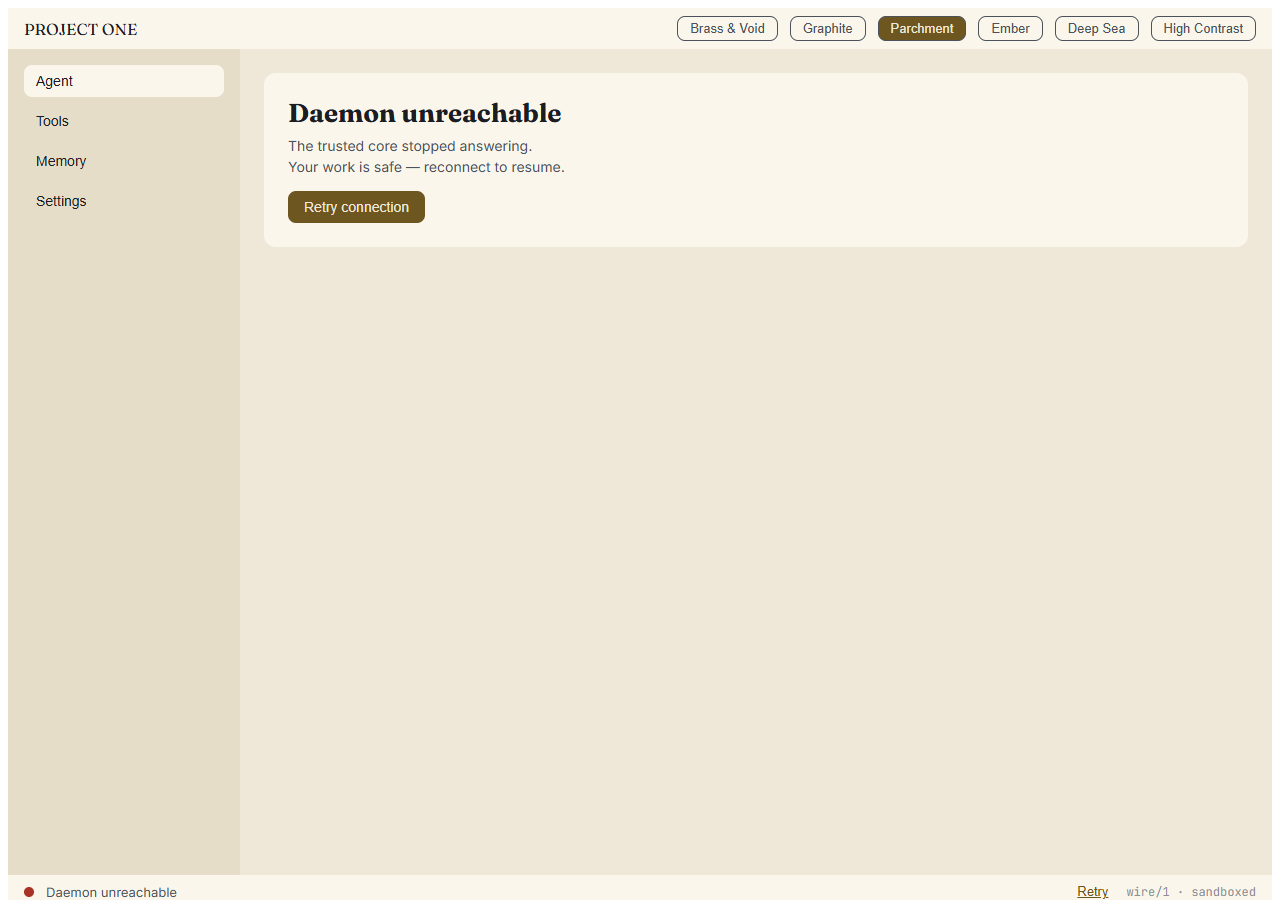 PROJECT ONE
Brass & Void
Graphite
Parchment
Ember
Deep Sea
High Contrast
Agent
Tools
Memory
Settings
Daemon unreachable
The trusted core stopped answering.
Your work is safe — reconnect to resume.
Retry connection
Daemon unreachable
Retry
wire/1 · sandboxed